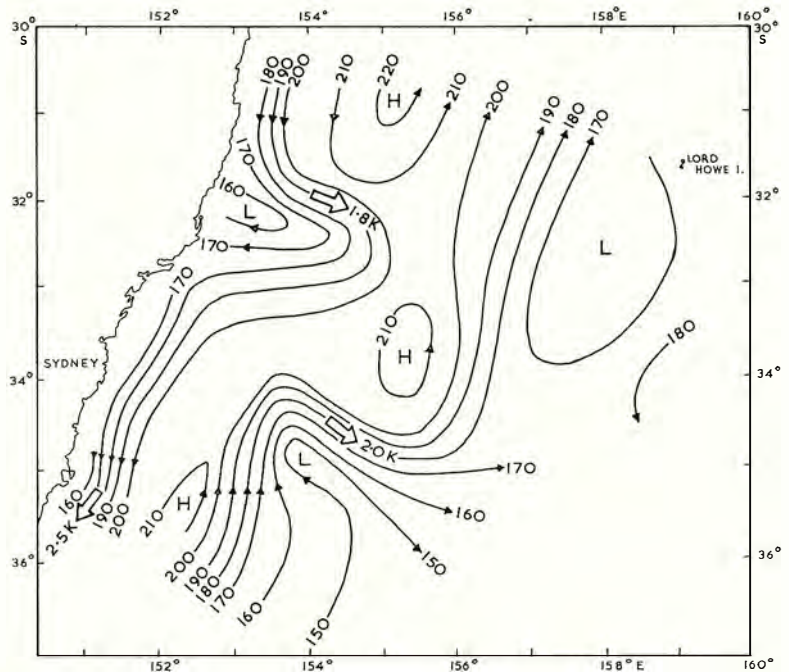 152° 154° 156° 158°E 160°
30° S 30° S
180 190 200 210 220 H 210 200 190 180 170
170
160 L
1·8K
LORD HOWE I.
32° 32°
170
L
170
210 H
180
SYDNEY
34° 34°
2·0K
170
L
160
160 190 200
2·5K
210 H
150
36° 36°
200 190 180 170 160 150
152° 154° 156° 158°E 160°